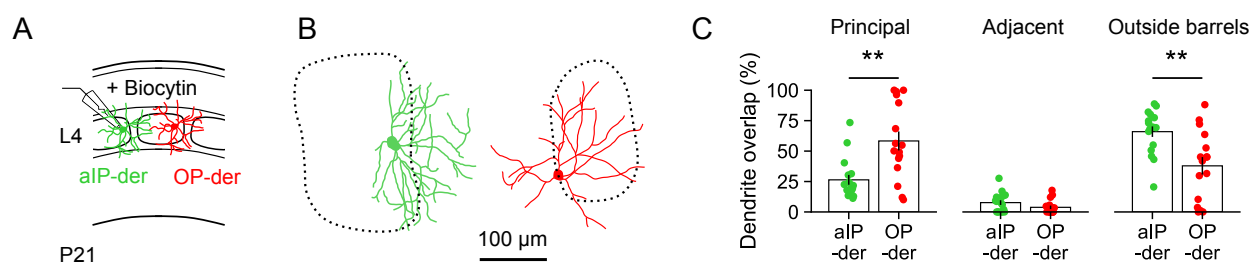 A
+ Biocytin
L4
aIP-der
OP-der
P21
B
100 µm
C
Principal
Adjacent
Outside barrels
**
**
Dendrite overlap (%)
100
75
50
25
0
aIP
-der
OP
-der
aIP
-der
OP
-der
aIP
-der
OP
-der